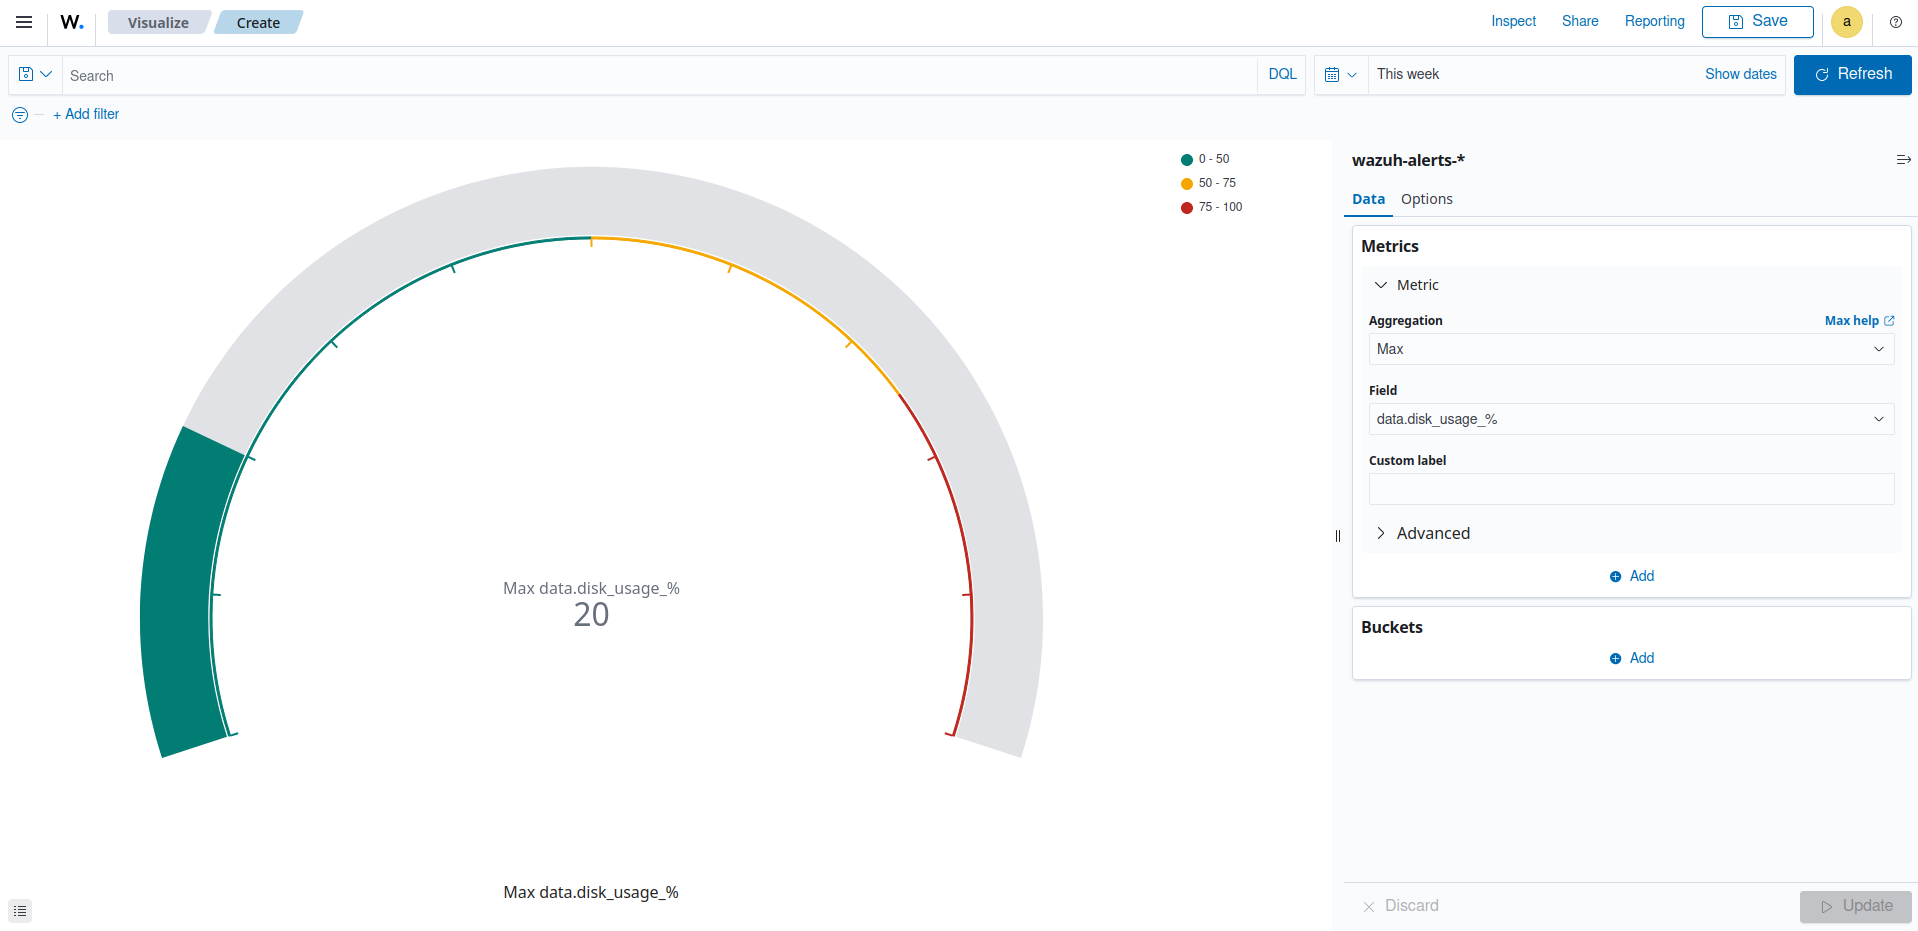 W.
Visualize
Create
Inspect
Share
Reporting
Save
a
Search
DQL
This week
Show dates
Refresh
+ Add filter
0 - 50
50 - 75
75 - 100
Max data.disk_usage_%
20
Max data.disk_usage_%
wazuh-alerts-*
Data
Options
Metrics
Metric
Aggregation
Max help
Max
Field
data.disk_usage_%
Custom label
Advanced
Add
Buckets
Add
Discard
Update